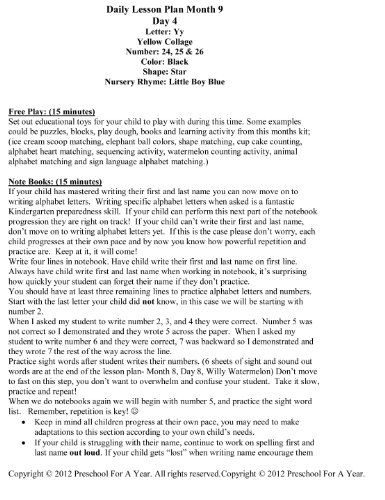 Daily Lesson Plan Month 9
Day 4
Letter: Yy
Yellow Collage
Number: 24, 25 & 26
Color: Black
Shape: Star
Nursery Rhyme: Little Boy Blue
Free Play: (15 minutes)
Set out educational toys for your child to play with during this time. Some examples
could be puzzles, blocks, play dough, books and learning activity from this months kit;
(ice cream scoop matching, elephant ball colors, shape matching, cup cake counting,
alphabet heart matching, sequencing activity, watermelon counting activity, animal
alphabet matching and sign language alphabet matching.)
Note Books: (15 minutes)
If your child has mastered writing their first and last name you can now move on to
writing alphabet letters. Writing specific alphabet letters when asked is a fantastic
Kindergarten preparedness skill. If your child can perform this next part of the notebook
progression they are right on track! If your child can't write their first and last name,
don't move on to writing alphabet letters yet. If this is the case please don't worry, each
child progresses at their own pace and by now you know how powerful repetition and
practice are. Keep at it, it will come!
Write four lines in notebook. Have child write their first and last name on first line.
Always have child write first and last name when working in notebook, it's surprising
how quickly your student can forget their name if they don't practice.
You should have at least three remaining lines to practice alphabet letters and numbers.
Start with the last letter your child did not know, in this case we will be starting with
number 2.
When I asked my student to write number 2, 3, and 4 they were correct. Number 5 was
not correct so I demonstrated and they wrote 5 across the paper. When I asked my
student to write number 6 and they were correct, 7 was backward so I demonstrated and
they wrote 7 the rest of the way across the line.
Practice sight words after student writes their numbers. (6 sheets of sight and sound out
words are at the end of the lesson plan- Month 8, Day 8, Willy Watermelon) Don't move
to fast on this step, you don't want to overwhelm and confuse your student. Take it slow,
practice and repeat!
When we do notebooks again we will begin with number 5, and practice the sight word
list. Remember, repetition is key! ☺
• Keep in mind all children progress at their own pace, you may need to make
adaptations to this section according to your own child's needs.
• If your child is struggling with their name, continue to work on spelling first and
last name out loud. If your child gets "lost" when writing name encourage them
Copyright © 2012 Preschool For A Year. All rights reserved.Copyright © 2012 Preschool For A Year.